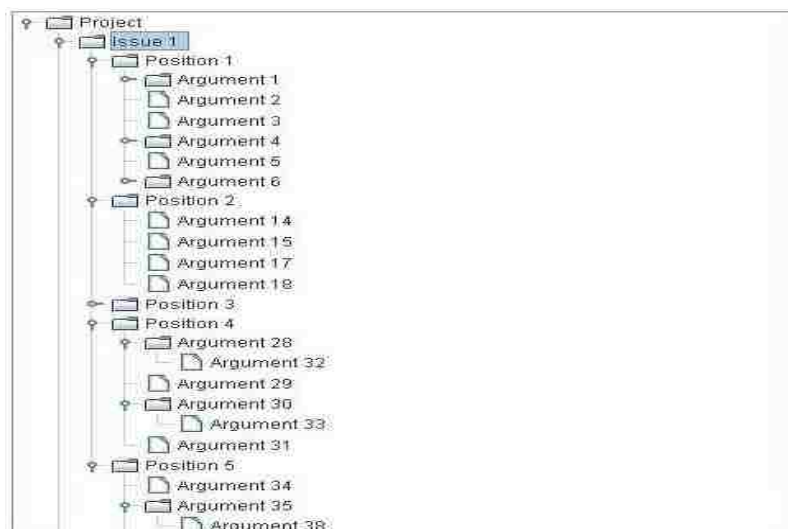 Project
Issue 1
Position 1
Argument 1
Argument 2
Argument 3
Argument 4
Argument 5
Argument 6
Position 2
Argument 14
Argument 15
Argument 17
Argument 18
Position 3
Position 4
Argument 28
Argument 32
Argument 29
Argument 30
Argument 33
Argument 31
Position 5
Argument 34
Argument 35
Argument 38